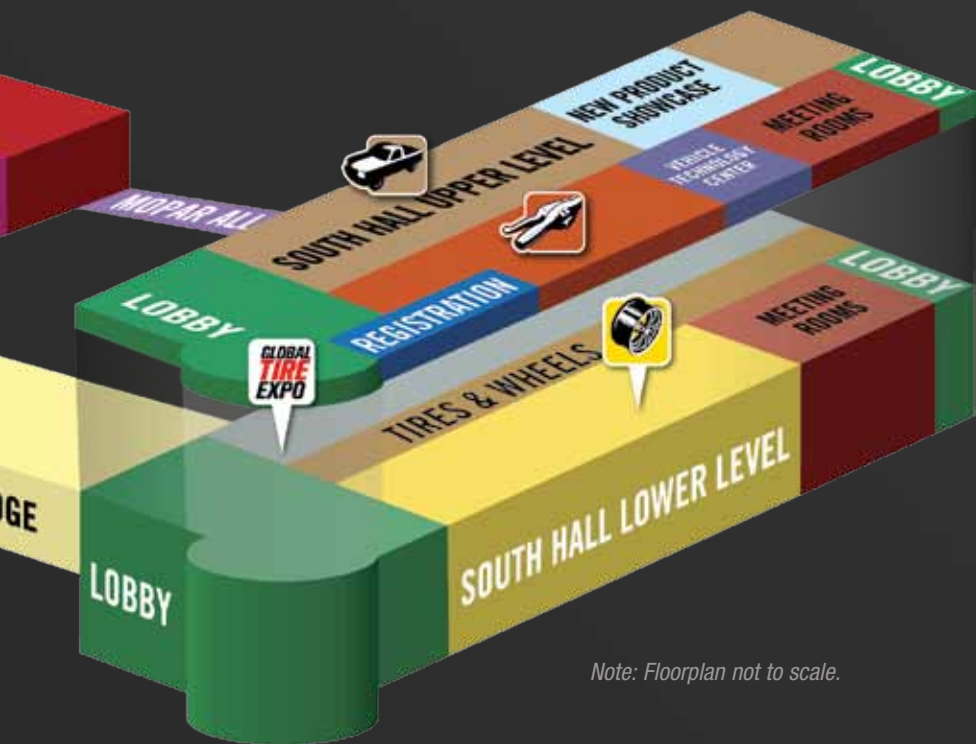 LOBBY
NEW PRODUCT
SHOWCASE
MEETING
ROOMS
VEHICLE
TECHNOLOGY
CENTER
SOUTH HALL UPPER LEVEL
MOPAR ALL
LOBBY
REGISTRATION
LOBBY
MEETING
ROOMS
GLOBAL
TIRE
EXPO
TIRES & WHEELS
SOUTH HALL LOWER LEVEL
LOBBY
Note: Floorplan not to scale.